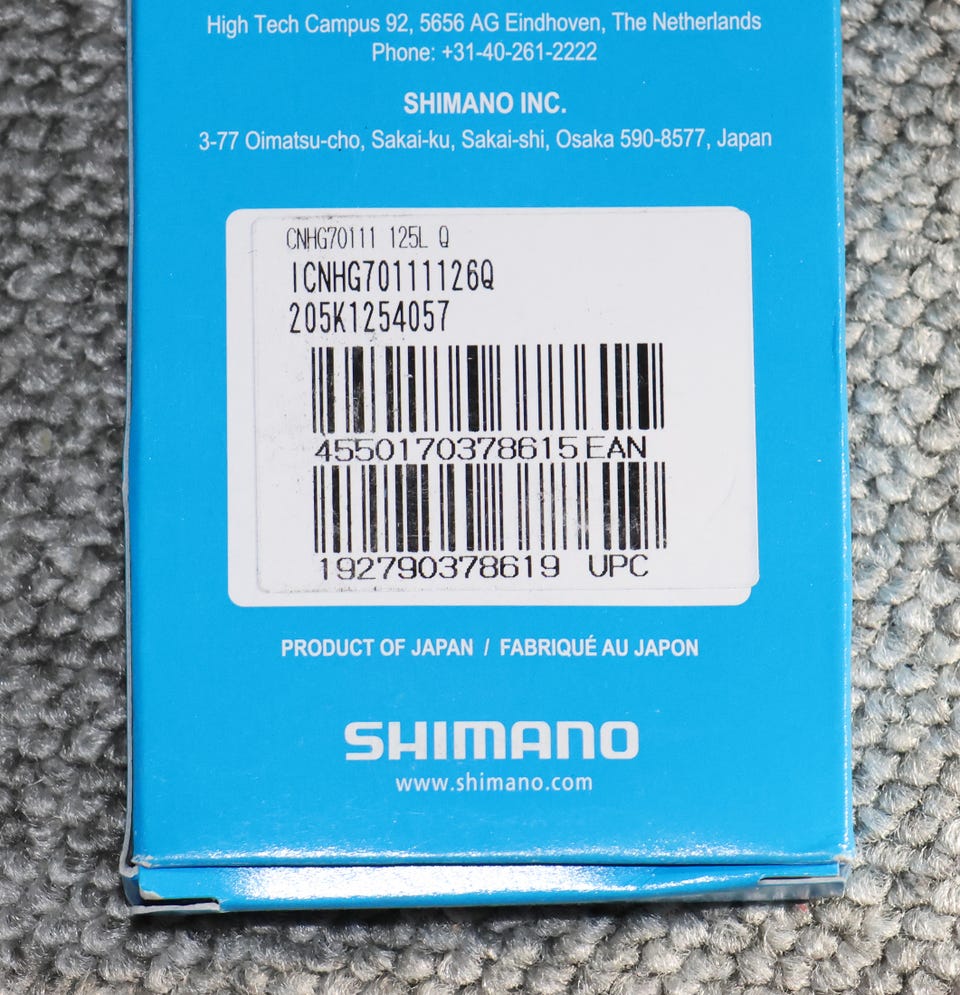 High Tech Campus 92, 5656 AG Eindhoven, The Netherlands
Phone: +31-40-261-2222
SHIMANO INC.
3-77 Oimatsu-cho, Sakai-ku, Sakai-shi, Osaka 590-8577, Japan
CNHG70111 125L Q
ICNHG70111126Q
205K1254057
4550170378615 EAN
192790378619 UPC
PRODUCT OF JAPAN / FABRIQUÉ AU JAPON
SHIMANO
www.shimano.com